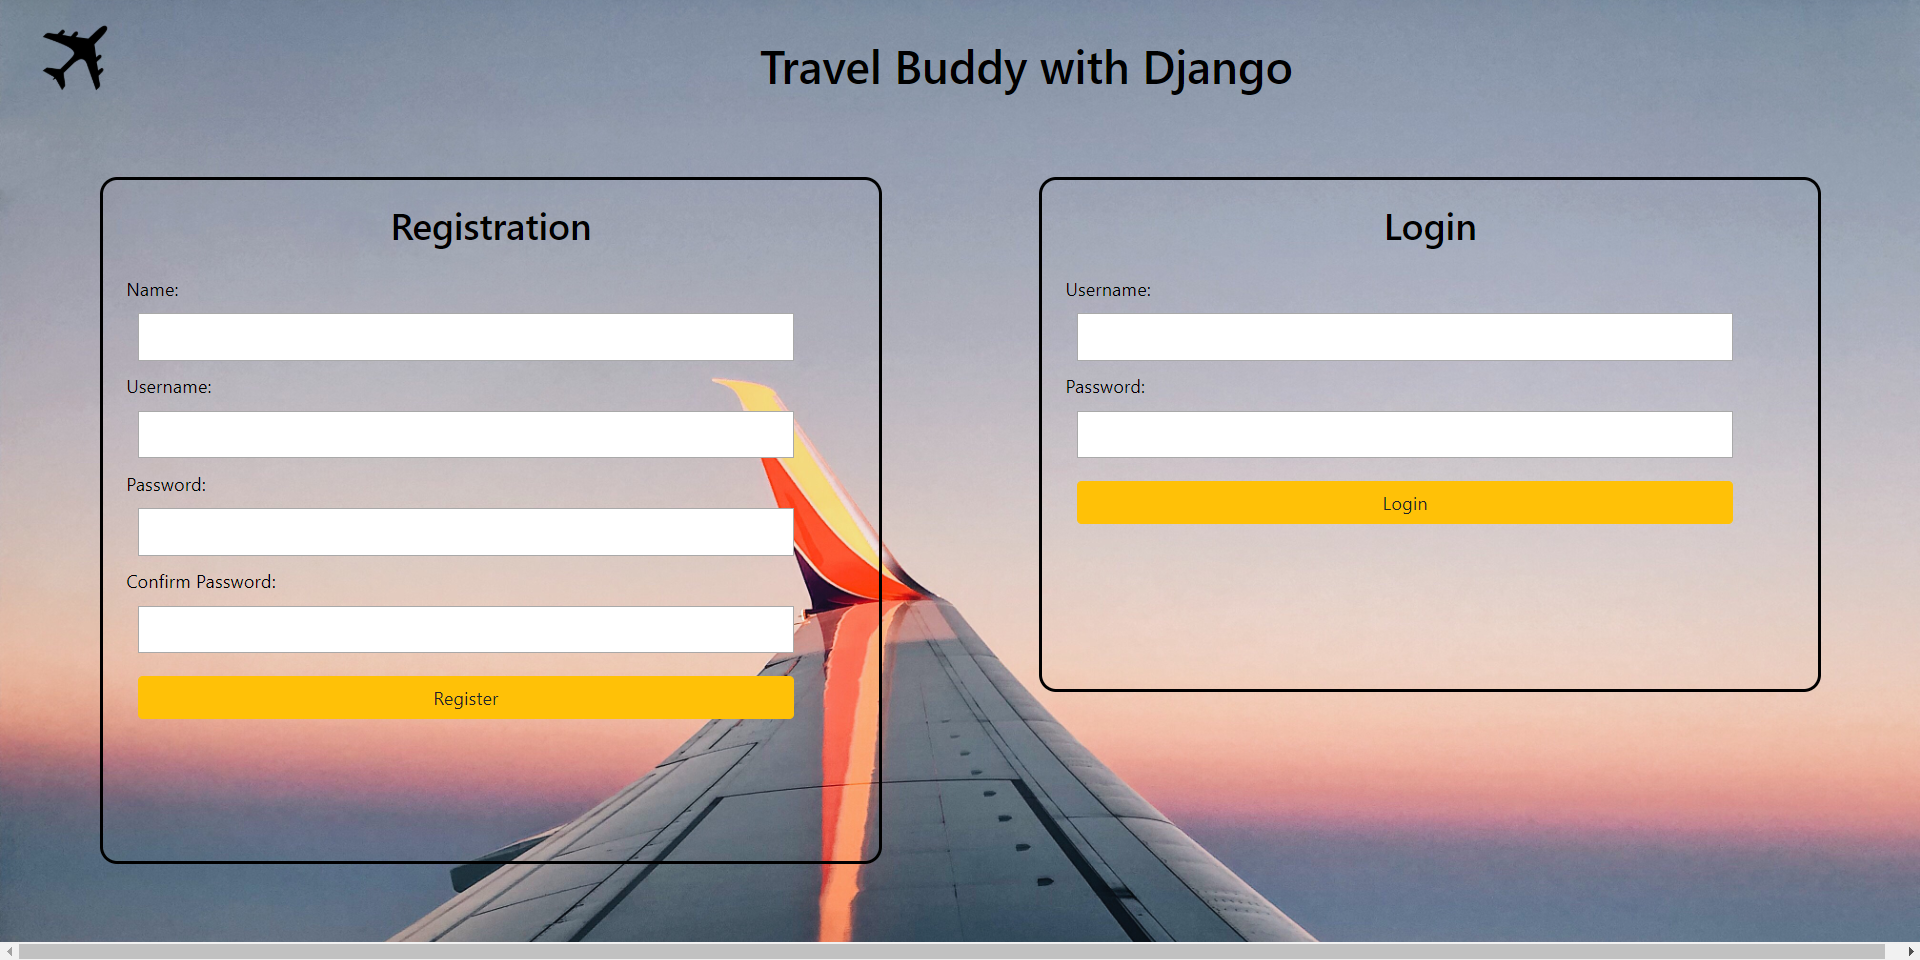 Travel Buddy with Django
Registration
Name:
Username:
Password:
Confirm Password:
Register
Login
Username:
Password:
Login